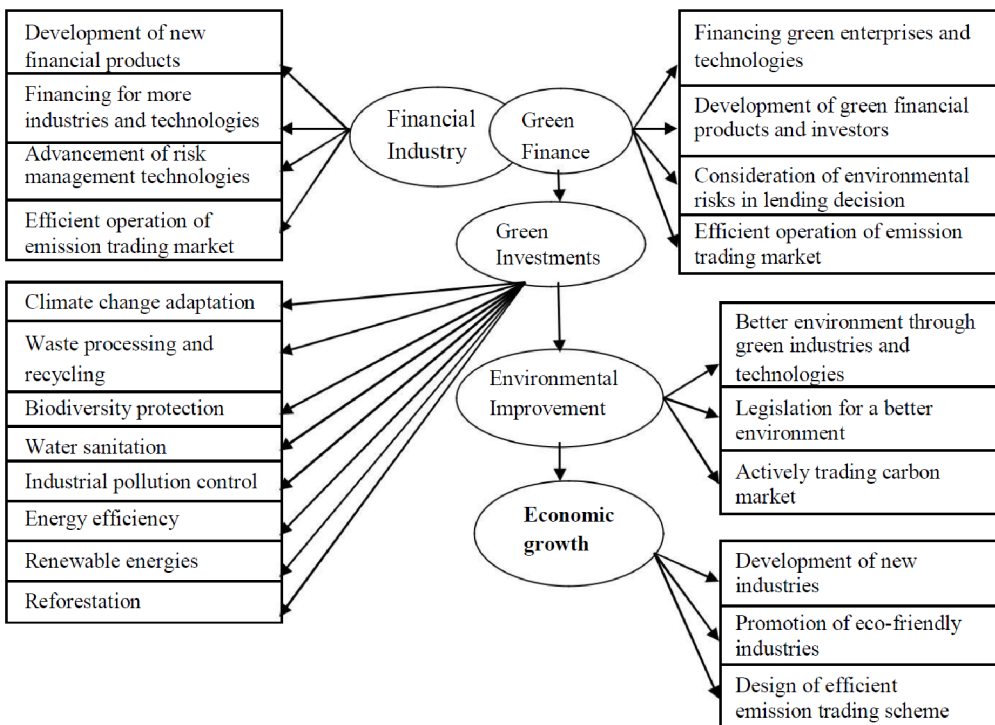 Development of new
financial products
Financing for more
industries and technologies
Advancement of risk
management technologies
Efficient operation of
emission trading market
Financial
Industry
Green
Finance
Financing green enterprises and
technologies
Development of green financial
products and investors
Consideration of environmental
risks in lending decision
Efficient operation of emission
trading market
Green
Investments
Climate change adaptation
Waste processing and
recycling
Biodiversity protection
Water sanitation
Industrial pollution control
Energy efficiency
Renewable energies
Reforestation
Environmental
Improvement
Better environment through
green industries and
technologies
Legislation for a better
environment
Actively trading carbon
market
Economic
growth
Development of new
industries
Promotion of eco-friendly
industries
Design of efficient
emission trading scheme